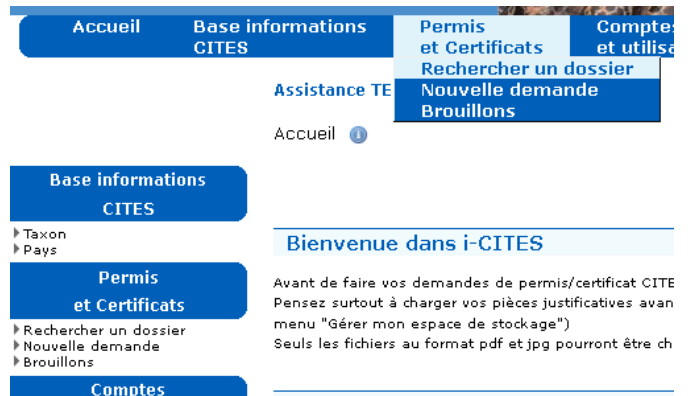 Accueil
Base informations
CITES
Permis
et Certificats
Comptes
et utilisa
Rechercher un dossier
Nouvelle demande
Brouillons
Assistance TE
Accueil
Base informations
CITES
Taxon
Pays
Permis
et Certificats
Rechercher un dossier
Nouvelle demande
Brouillons
Comptes
Bienvenue dans i-CITES
Avant de faire vos demandes de permis/certificat CITE
Pensez surtout à charger vos pièces justificatives avan
menu "Gérer mon espace de stockage")
Seuls les fichiers au format pdf et jpg pourront être ch